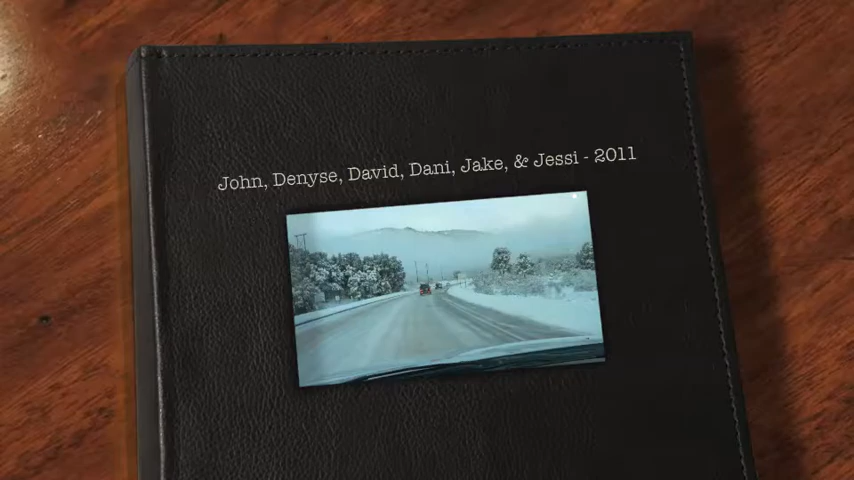 John, Denyse, David, Dani, Jake, & Jessi - 2011